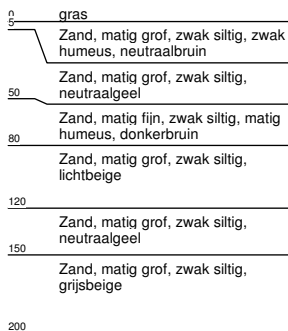 0 gras
5
Zand, matig grof, zwak siltig, zwak
humeus, neutraalbruin
Zand, matig grof, zwak siltig,
neutraalgeel
50
Zand, matig fijn, zwak siltig, matig
humeus, donkerbruin
80
Zand, matig grof, zwak siltig,
lichtbeige
120
Zand, matig grof, zwak siltig,
neutraalgeel
150
Zand, matig grof, zwak siltig,
grijsbeige
200